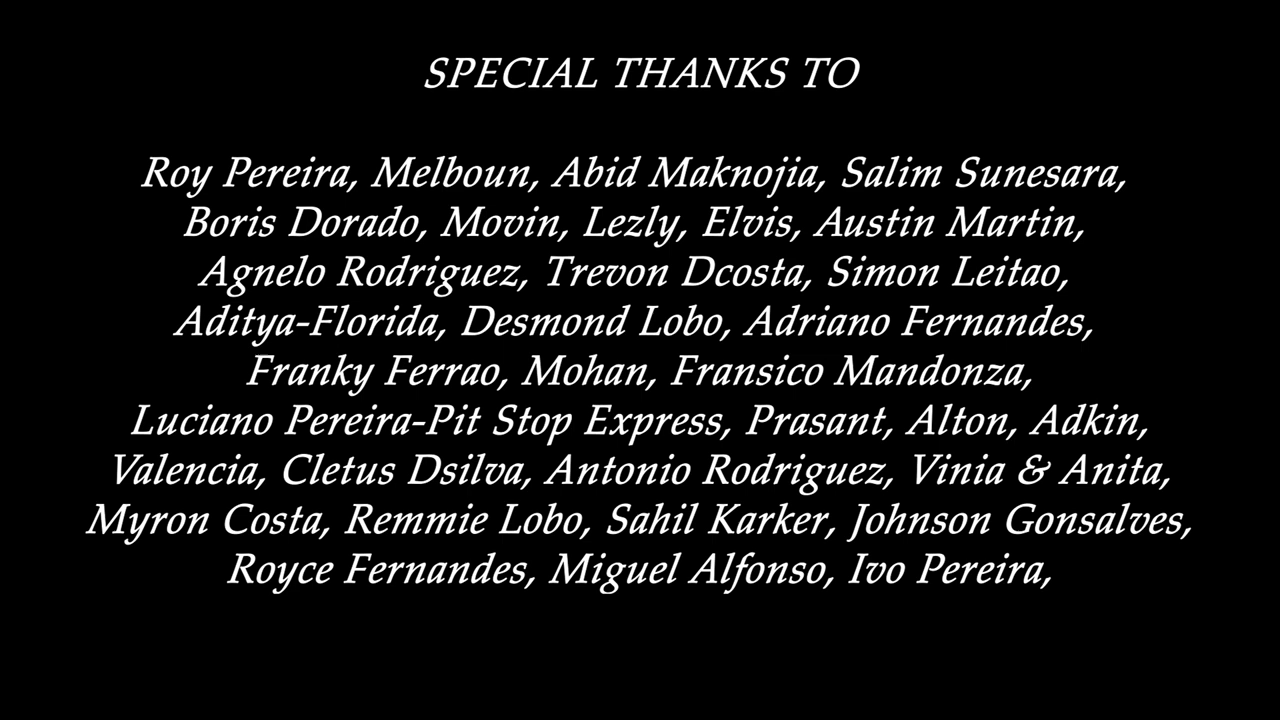 SPECIAL THANKS TO
Roy Pereira, Melboun, Abid Maknojia, Salim Sunesara,
Boris Dorado, Movin, Lezly, Elvis, Austin Martin,
Agnelo Rodriguez, Trevon Dcosta, Simon Leitao,
Aditya-Florida, Desmond Lobo, Adriano Fernandes,
Franky Ferrao, Mohan, Fransico Mandonza,
Luciano Pereira-Pit Stop Express, Prasant, Alton, Adkin,
Valencia, Cletus Dsilva, Antonio Rodriguez, Vinia & Anita,
Myron Costa, Remmie Lobo, Sahil Karker, Johnson Gonsalves,
Royce Fernandes, Miguel Alfonso, Ivo Pereira,